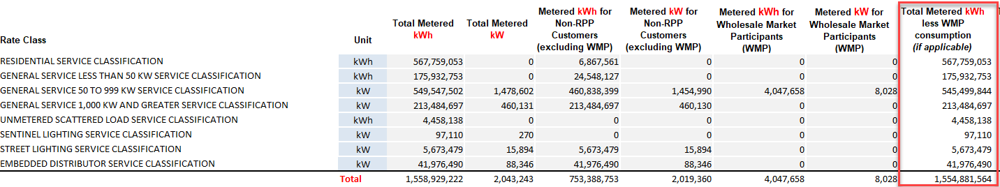 Rate Class Unit Total Metered kWh Total Metered kW Metered kWh for Non-RPP Customers (excluding WMP) Metered kW for Non-RPP Customers (excluding WMP) Metered kWh for Wholesale Market Participants (WMP) Metered kW for Wholesale Market Participants (WMP) Total Metered kWh less WMP consumption (if applicable)
RESIDENTIAL SERVICE CLASSIFICATION kWh 567,759,053 0 6,867,561 0 0 0 567,759,053
GENERAL SERVICE LESS THAN 50 KW SERVICE CLASSIFICATION kWh 175,932,753 0 24,548,127 0 0 0 175,932,753
GENERAL SERVICE 50 TO 999 KW SERVICE CLASSIFICATION kW 549,547,502 1,478,602 460,838,399 1,454,990 4,047,658 8,028 545,499,844
GENERAL SERVICE 1,000 KW AND GREATER SERVICE CLASSIFICATION kW 213,484,697 460,131 213,484,697 460,130 0 0 213,484,697
UNMETERED SCATTERED LOAD SERVICE CLASSIFICATION kWh 4,458,138 0 0 0 0 0 4,458,138
SENTINEL LIGHTING SERVICE CLASSIFICATION kW 97,110 270 0 0 0 0 97,110
STREET LIGHTING SERVICE CLASSIFICATION kW 5,673,479 15,894 5,673,479 15,894 0 0 5,673,479
EMBEDDED DISTRIBUTOR SERVICE CLASSIFICATION kW 41,976,490 88,346 41,976,490 88,346 0 0 41,976,490
Total 1,558,929,222 2,043,243 753,388,753 2,019,360 4,047,658 8,028 1,554,881,564